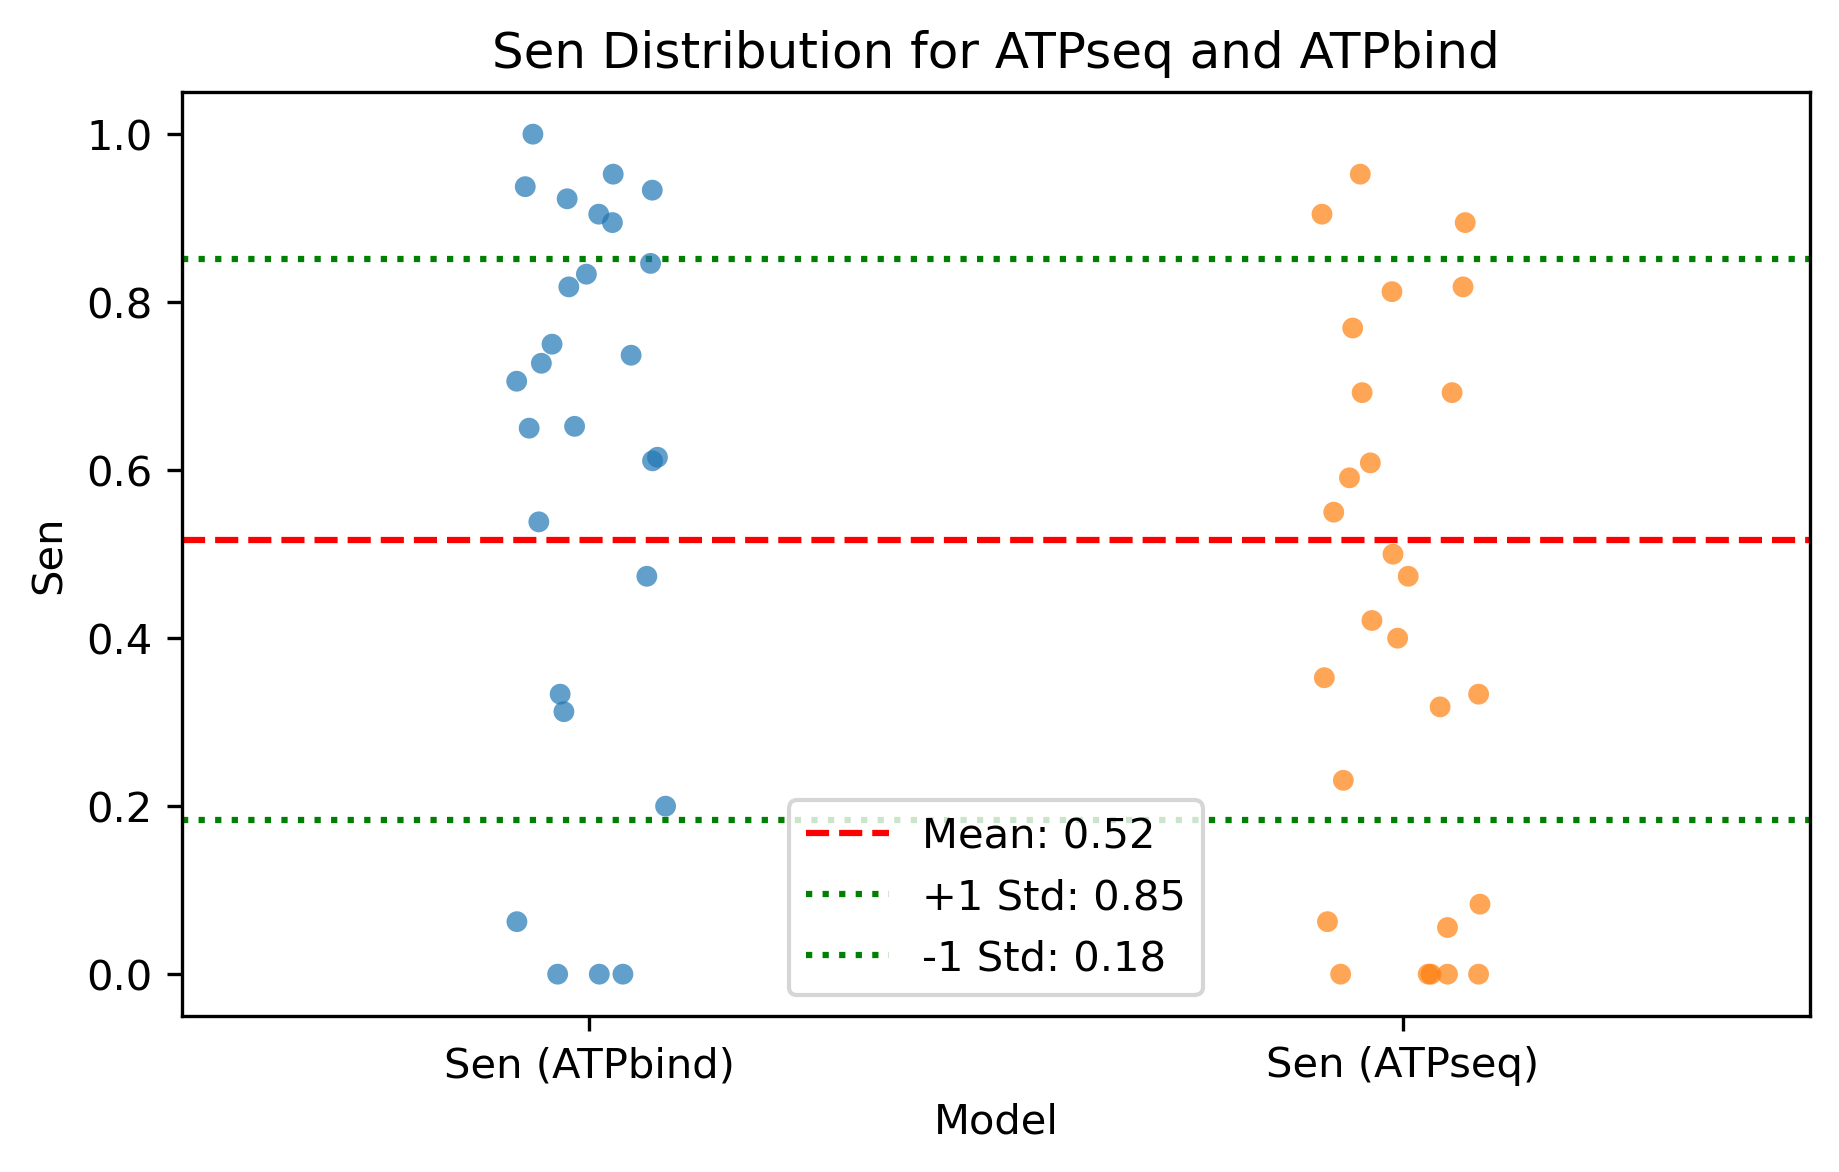 Sen Distribution for ATPseq and ATPbind
1.0
0.8
0.6
0.4
0.2
0.0
Sen
Mean: 0.52
+1 Std: 0.85
-1 Std: 0.18
Sen (ATPbind)
Sen (ATPseq)
Model